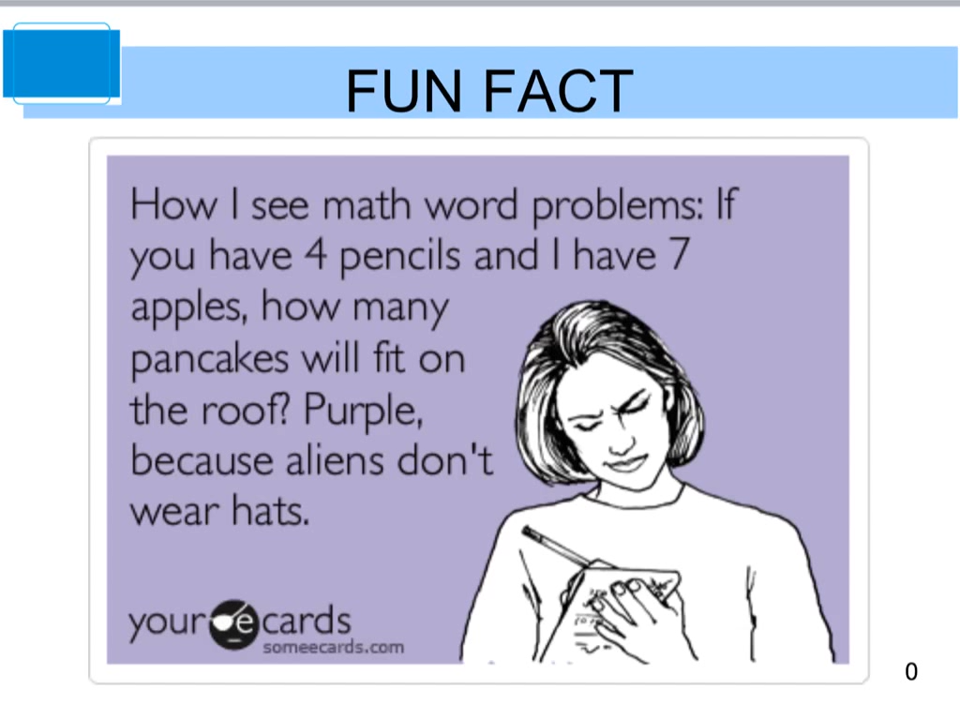 FUN FACT
How I see math word problems: If
you have 4 pencils and I have 7
apples, how many
pancakes will fit on
the roof? Purple,
because aliens don't
wear hats.
your e cards
someecards.com
0